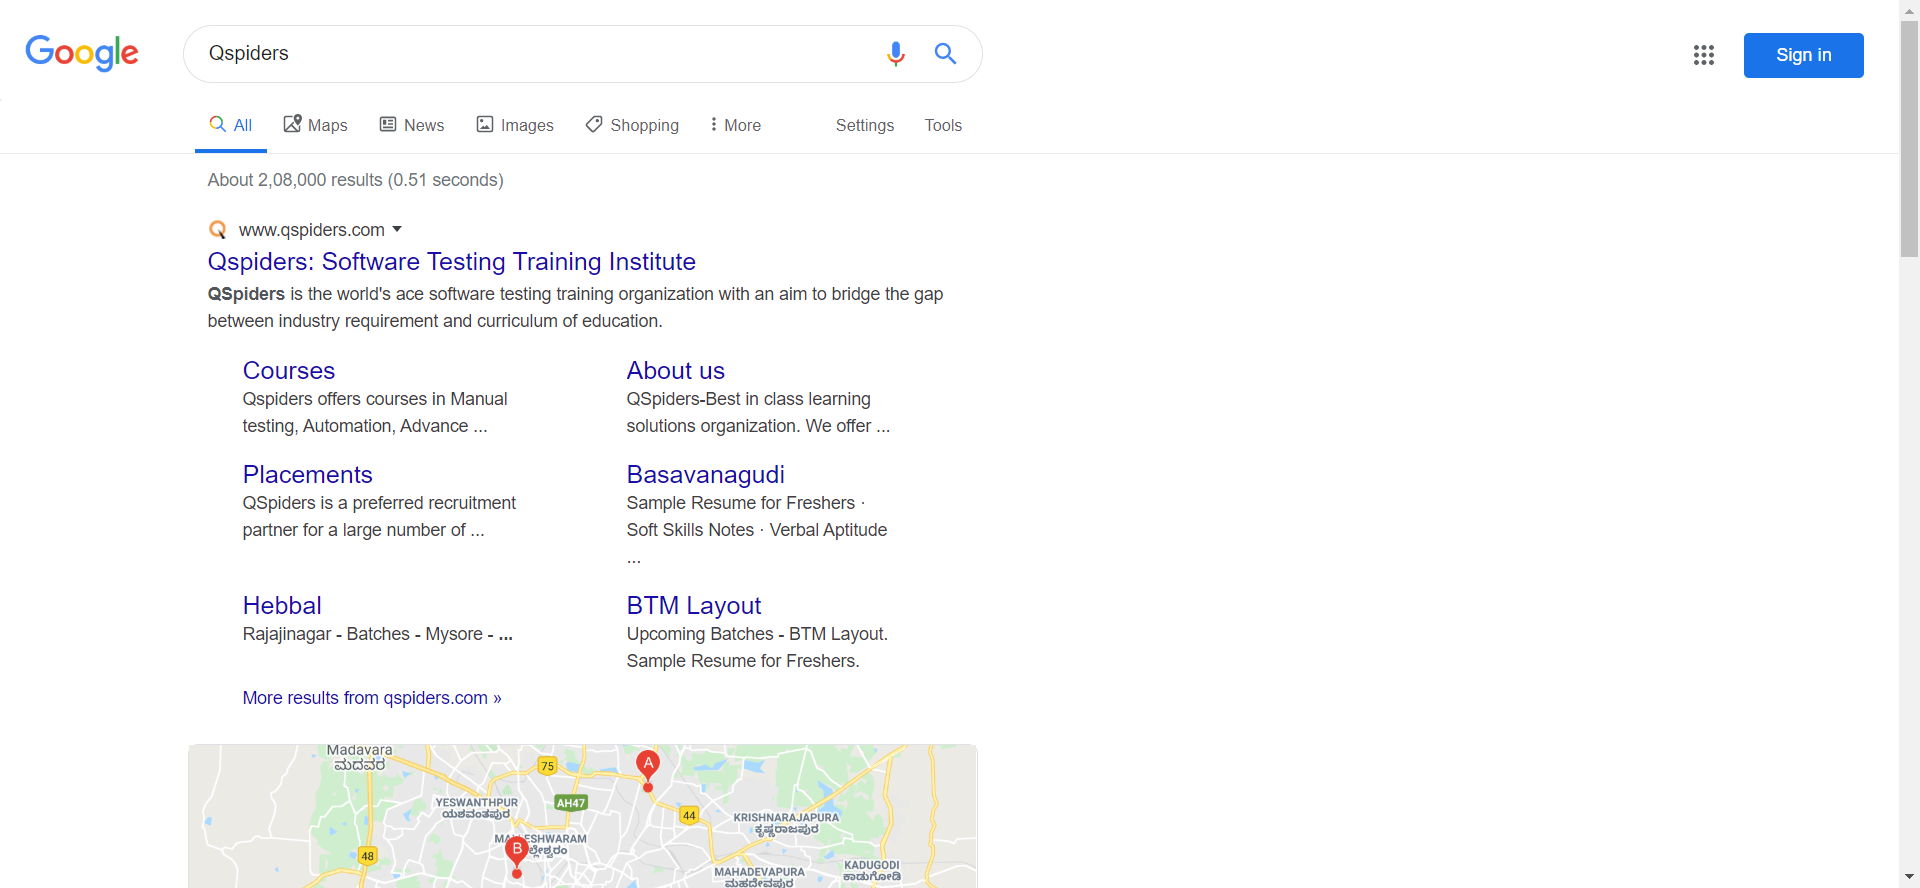 Google
Qspiders
Sign in
All Maps News Images Shopping More Settings Tools
About 2,08,000 results (0.51 seconds)
www.qspiders.com
Qspiders: Software Testing Training Institute
QSpiders is the world's ace software testing training organization with an aim to bridge the gap
between industry requirement and curriculum of education.
Courses
Qspiders offers courses in Manual
testing, Automation, Advance ...
About us
QSpiders-Best in class learning
solutions organization. We offer ...
Placements
QSpiders is a preferred recruitment
partner for a large number of ...
Basavanagudi
Sample Resume for Freshers ·
Soft Skills Notes · Verbal Aptitude
...
Hebbal
Rajajinagar - Batches - Mysore - ...
BTM Layout
Upcoming Batches - BTM Layout.
Sample Resume for Freshers.
More results from qspiders.com »
Madavara
ಮದವರ
75
A
YESWANTHPUR
ಯಶವಂತಪುರ
AH47
44
KRISHNARAJAPURA
ಕೃಷ್ಣರಾಜಪುರ
B
48
MAHADEVAPURA
ಮಹದೇವಪುರ
KADUGODI
ಕಾಡುಗೋಡಿ